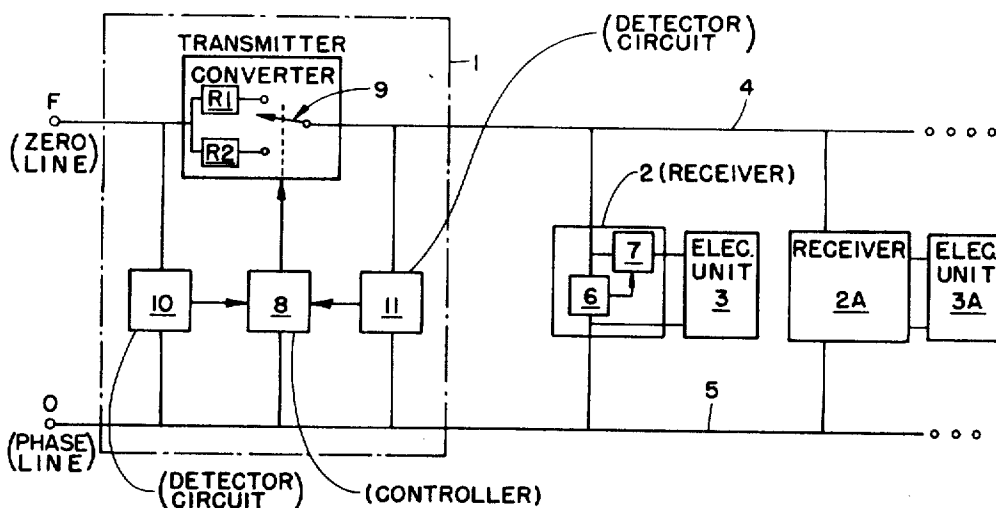 (DETECTOR
CIRCUIT)
TRANSMITTER
1
CONVERTER
R1
9
R2
F
(ZERO
LINE)
4
2 (RECEIVER)
7
6
ELEC.
UNIT
3
RECEIVER
2A
ELEC.
UNIT
3A
10
8
11
O
(PHASE
LINE)
5
(DETECTOR
CIRCUIT)
(CONTROLLER)